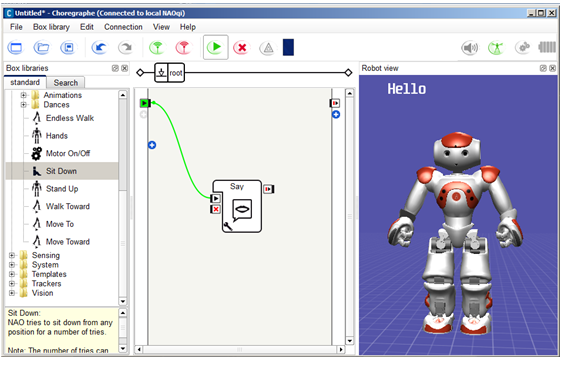 Untitled* - Choregraphe (Connected to local NAOqi)
File Box library Edit Connection View Help
Box libraries
standard Search
root
Robot view
Animations
Dances
Endless Walk
Hands
Motor On/Off
Sit Down
Stand Up
Walk Toward
Move To
Move Toward
Sensing
System
Templates
Trackers
Vision
Sit Down:
NAO tries to sit down from any
position for a number of tries.
Note: The number of tries can
Say
Hello